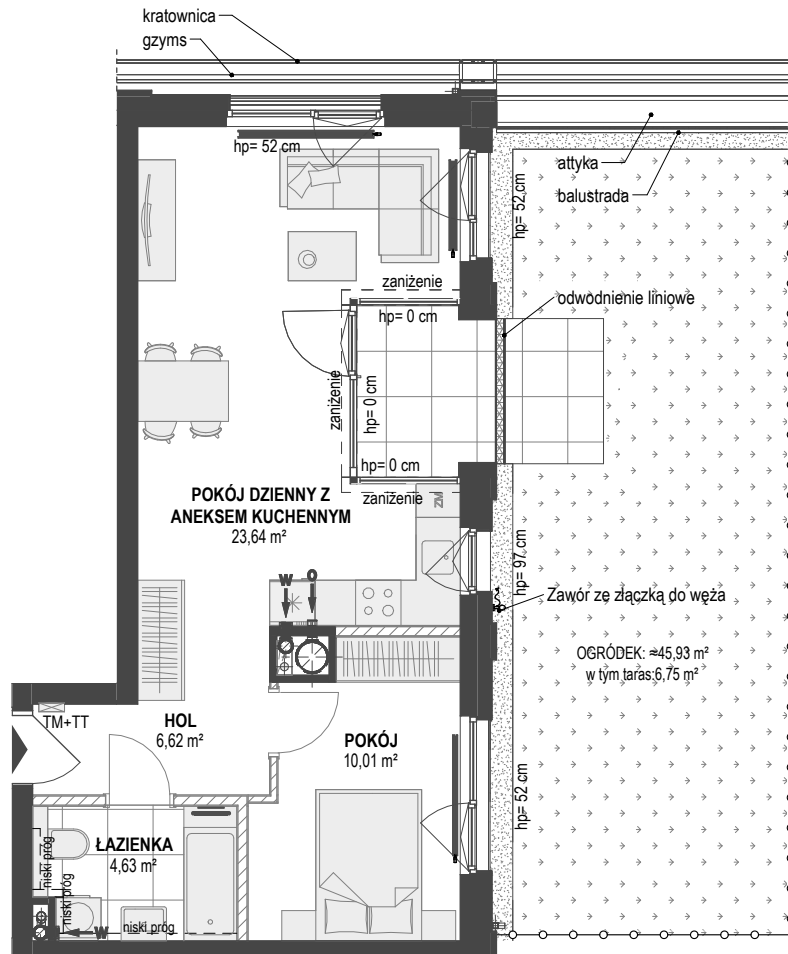 kratownica
gzyms
hp= 52 cm
attyka
balustrada
hp= 52 cm
zaniżenie
hp= 0 cm
odwodnienie liniowe
zaniżenie
hp= 0 cm
hp= 0 cm
zaniżenie
POKÓJ DZIENNY Z
ANEKSEM KUCHENNYM
23,64 m²
ZM
hp= 97 cm
W
O
Zawór ze złączką do węża
OGRÓDEK: ≈45,93 m²
w tym taras:6,75 m²
TM+TT
HOL
6,62 m²
POKÓJ
10,01 m²
hp= 52 cm
ŁAZIENKA
4,63 m²
niski próg
niski próg
niski próg
W